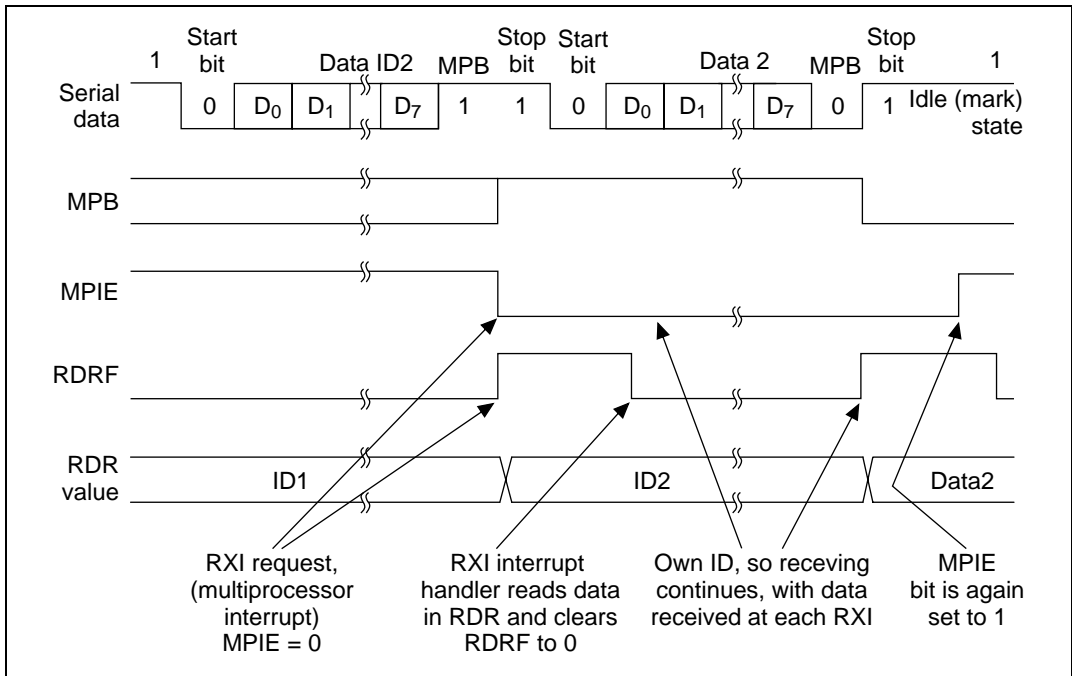 1 Start bit Data ID2 MPB Stop bit Start bit Data 2 MPB Stop bit 1
Serial data 0 D0 D1 D7 1 1 0 D0 D1 D7 0 1 Idle (mark) state
MPB
MPIE
RDRF
RDR value ID1 ID2 Data2
RXI request,
(multiprocessor
interrupt)
MPIE = 0
RXI interrupt
handler reads data
in RDR and clears
RDRF to 0
Own ID, so receving
continues, with data
received at each RXI
MPIE
bit is again
set to 1